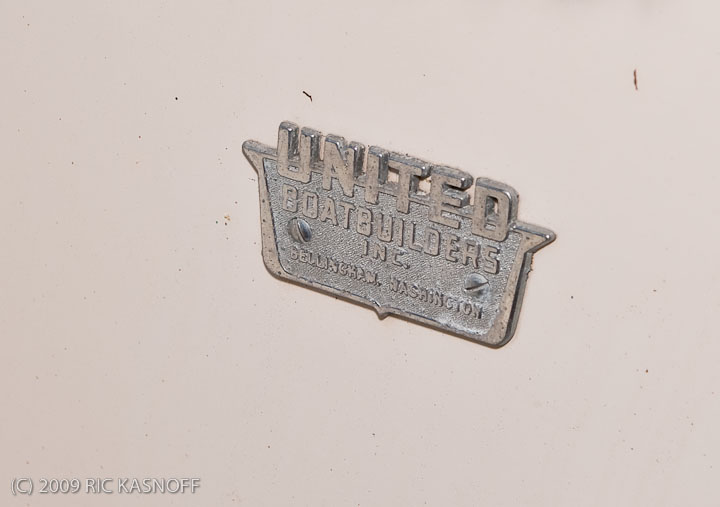 UNITED
BOATBUILDERS
INC.
BELLINGHAM, WASHINGTON
(C) 2009 RIC KASNOFF